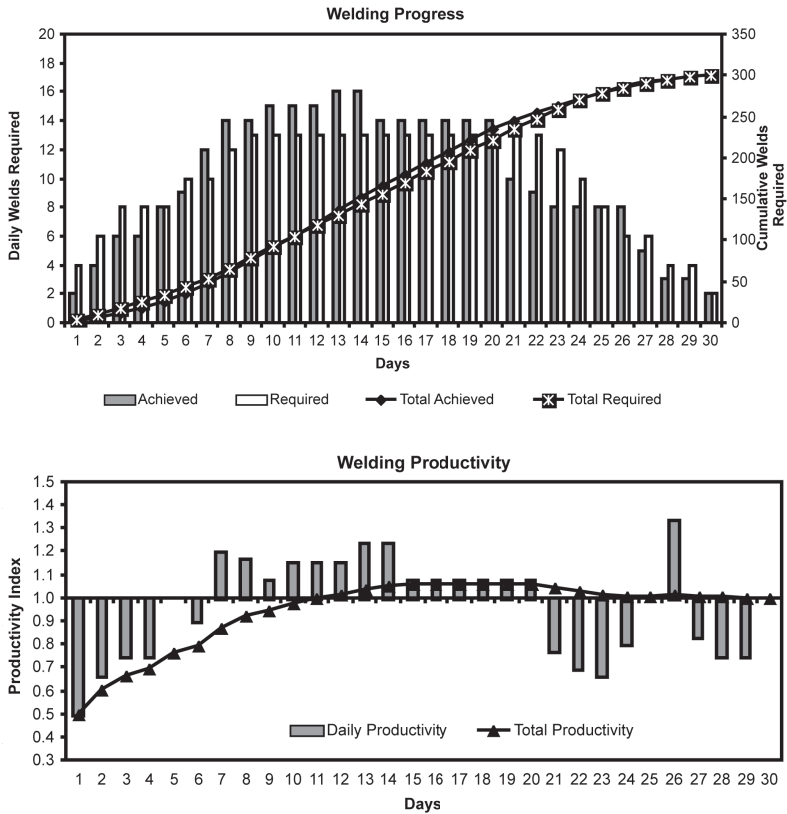 Welding Progress
20
18
16
14
12
10
8
6
4
2
0
Daily Welds Required
350
300
250
200
150
100
50
0
Cumulative Welds
Required
1 2 3 4 5 6 7 8 9 10 11 12 13 14 15 16 17 18 19 20 21 22 23 24 25 26 27 28 29 30
Days
Achieved Required Total Achieved Total Required
Welding Productivity
1.5
1.4
1.3
1.2
1.1
1.0
0.9
0.8
0.7
0.6
0.5
0.4
0.3
Productivity Index
Daily Productivity Total Productivity
1 2 3 4 5 6 7 8 9 10 11 12 13 14 15 16 17 18 19 20 21 22 23 24 25 26 27 28 29 30
Days